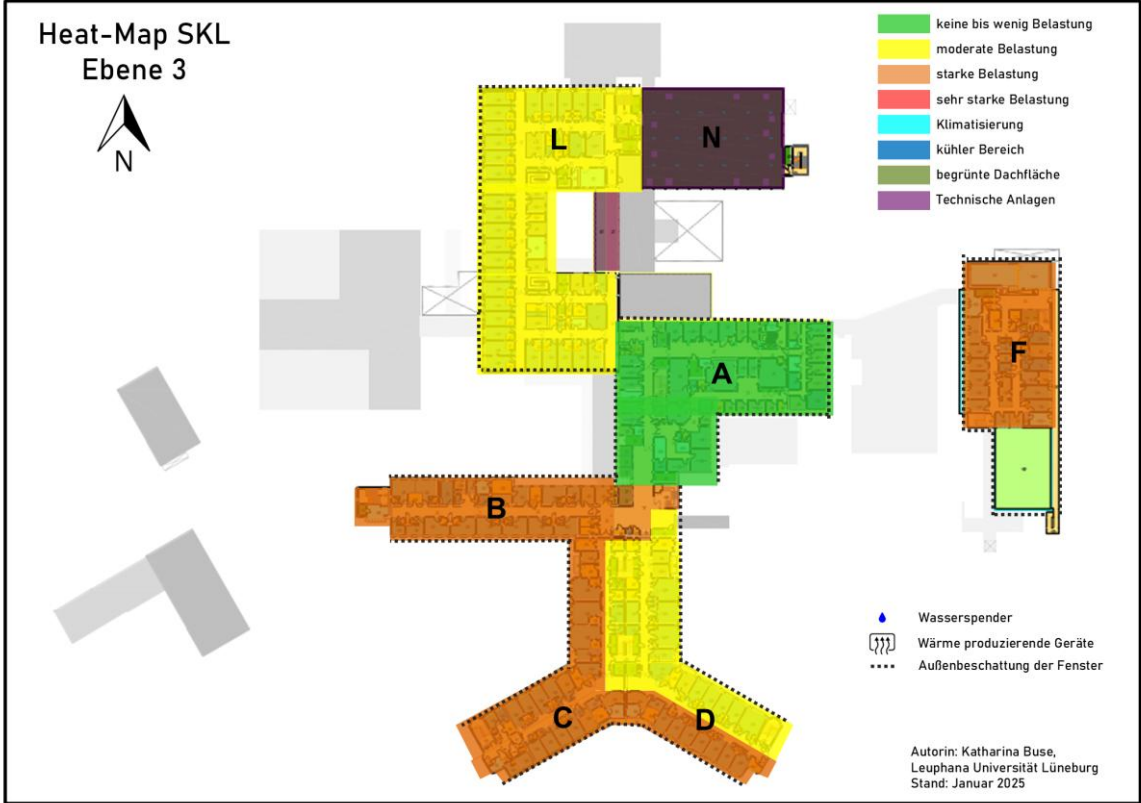 Heat-Map SKL
Ebene 3
N
keine bis wenig Belastung
moderate Belastung
starke Belastung
sehr starke Belastung
Klimatisierung
kühler Bereich
begrünte Dachfläche
Technische Anlagen
L
N
F
A
B
C
D
Wasserspender
Wärme produzierende Geräte
Außenbeschattung der Fenster
Autorin: Katharina Buse,
Leuphana Universität Lüneburg
Stand: Januar 2025